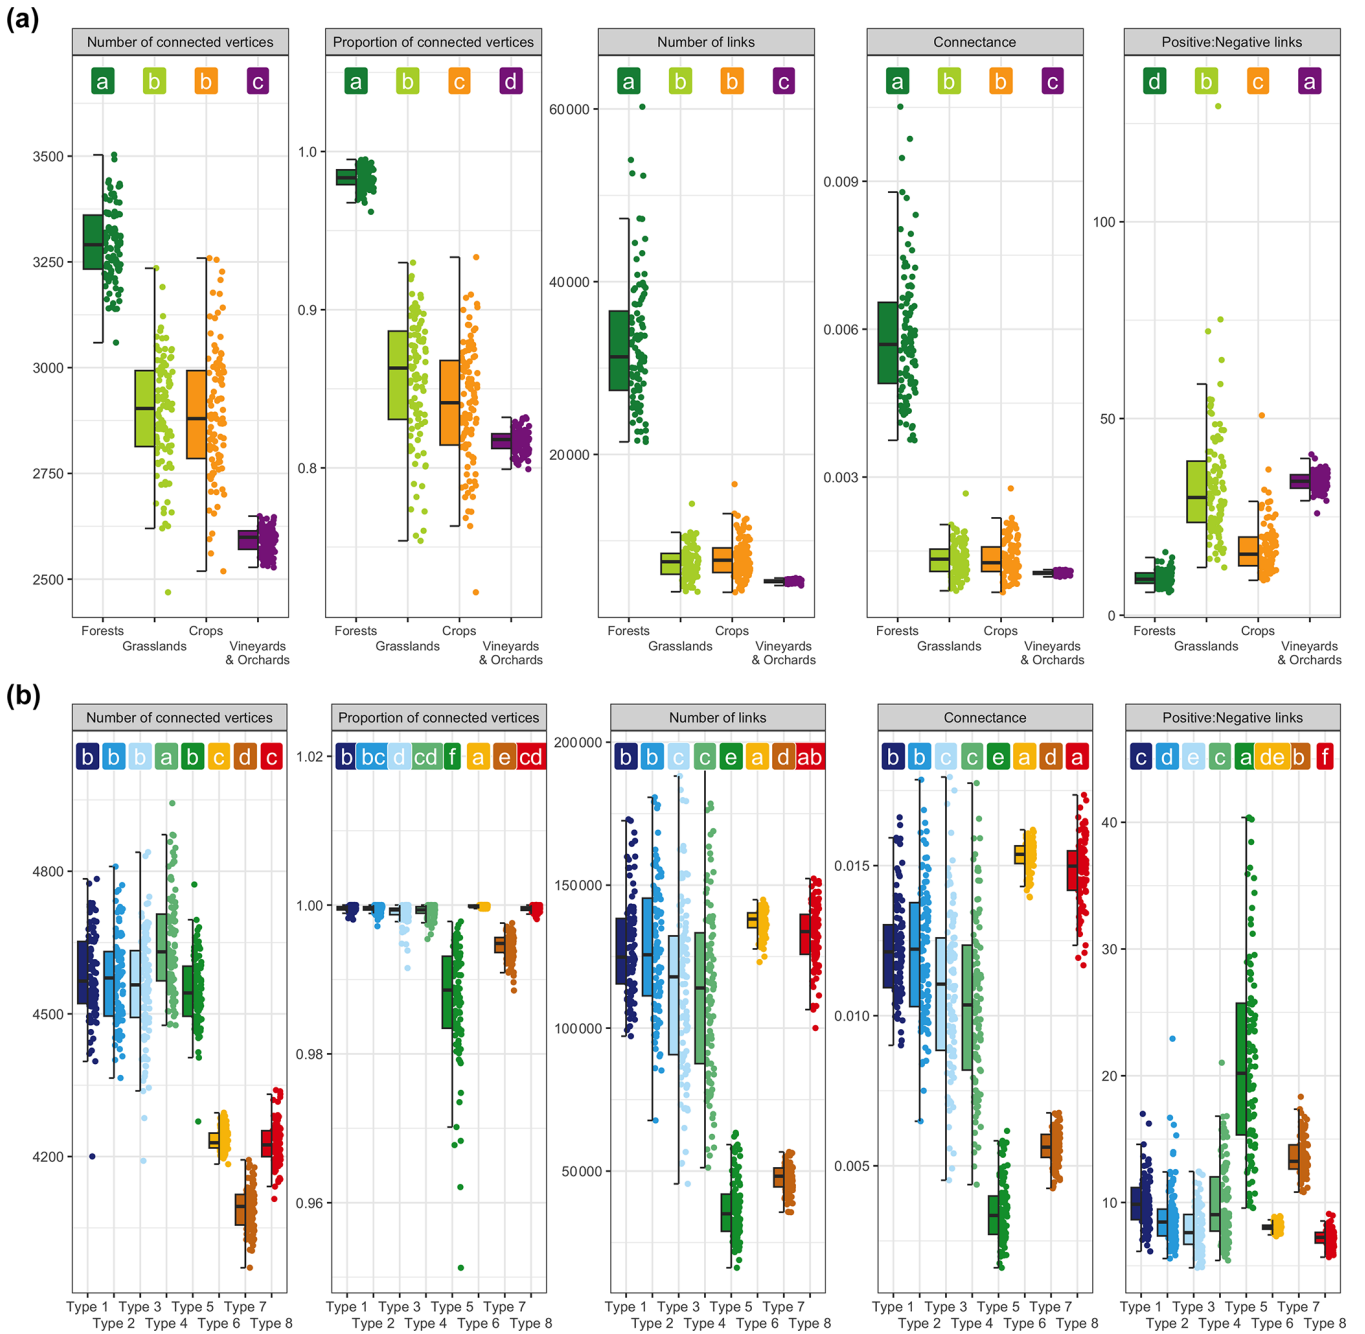 (a)
Number of connected vertices
Proportion of connected vertices
Number of links
Connectance
Positive:Negative links
a b b c
a b c d
a b b c
a b b c
d b c a
3500
3250
3000
2750
2500
1.0
0.9
0.8
60000
40000
20000
0.009
0.006
0.003
100
50
0
Forests Crops
Grasslands Vineyards
& Orchards
Forests Crops
Grasslands Vineyards
& Orchards
Forests Crops
Grasslands Vineyards
& Orchards
Forests Crops
Grasslands Vineyards
& Orchards
Forests Crops
Grasslands Vineyards
& Orchards
(b)
Number of connected vertices
Proportion of connected vertices
Number of links
Connectance
Positive:Negative links
b b b a b c d c
b bc d cd f a e cd
b b c c e a d ab
b b c c e a d a
c d e c a de b f
4800
4500
4200
1.02
1.00
0.98
0.96
200000
150000
100000
50000
0.015
0.010
0.005
40
30
20
10
Type 1 Type 3 Type 5 Type 7
Type 2 Type 4 Type 6 Type 8
Type 1 Type 3 Type 5 Type 7
Type 2 Type 4 Type 6 Type 8
Type 1 Type 3 Type 5 Type 7
Type 2 Type 4 Type 6 Type 8
Type 1 Type 3 Type 5 Type 7
Type 2 Type 4 Type 6 Type 8
Type 1 Type 3 Type 5 Type 7
Type 2 Type 4 Type 6 Type 8